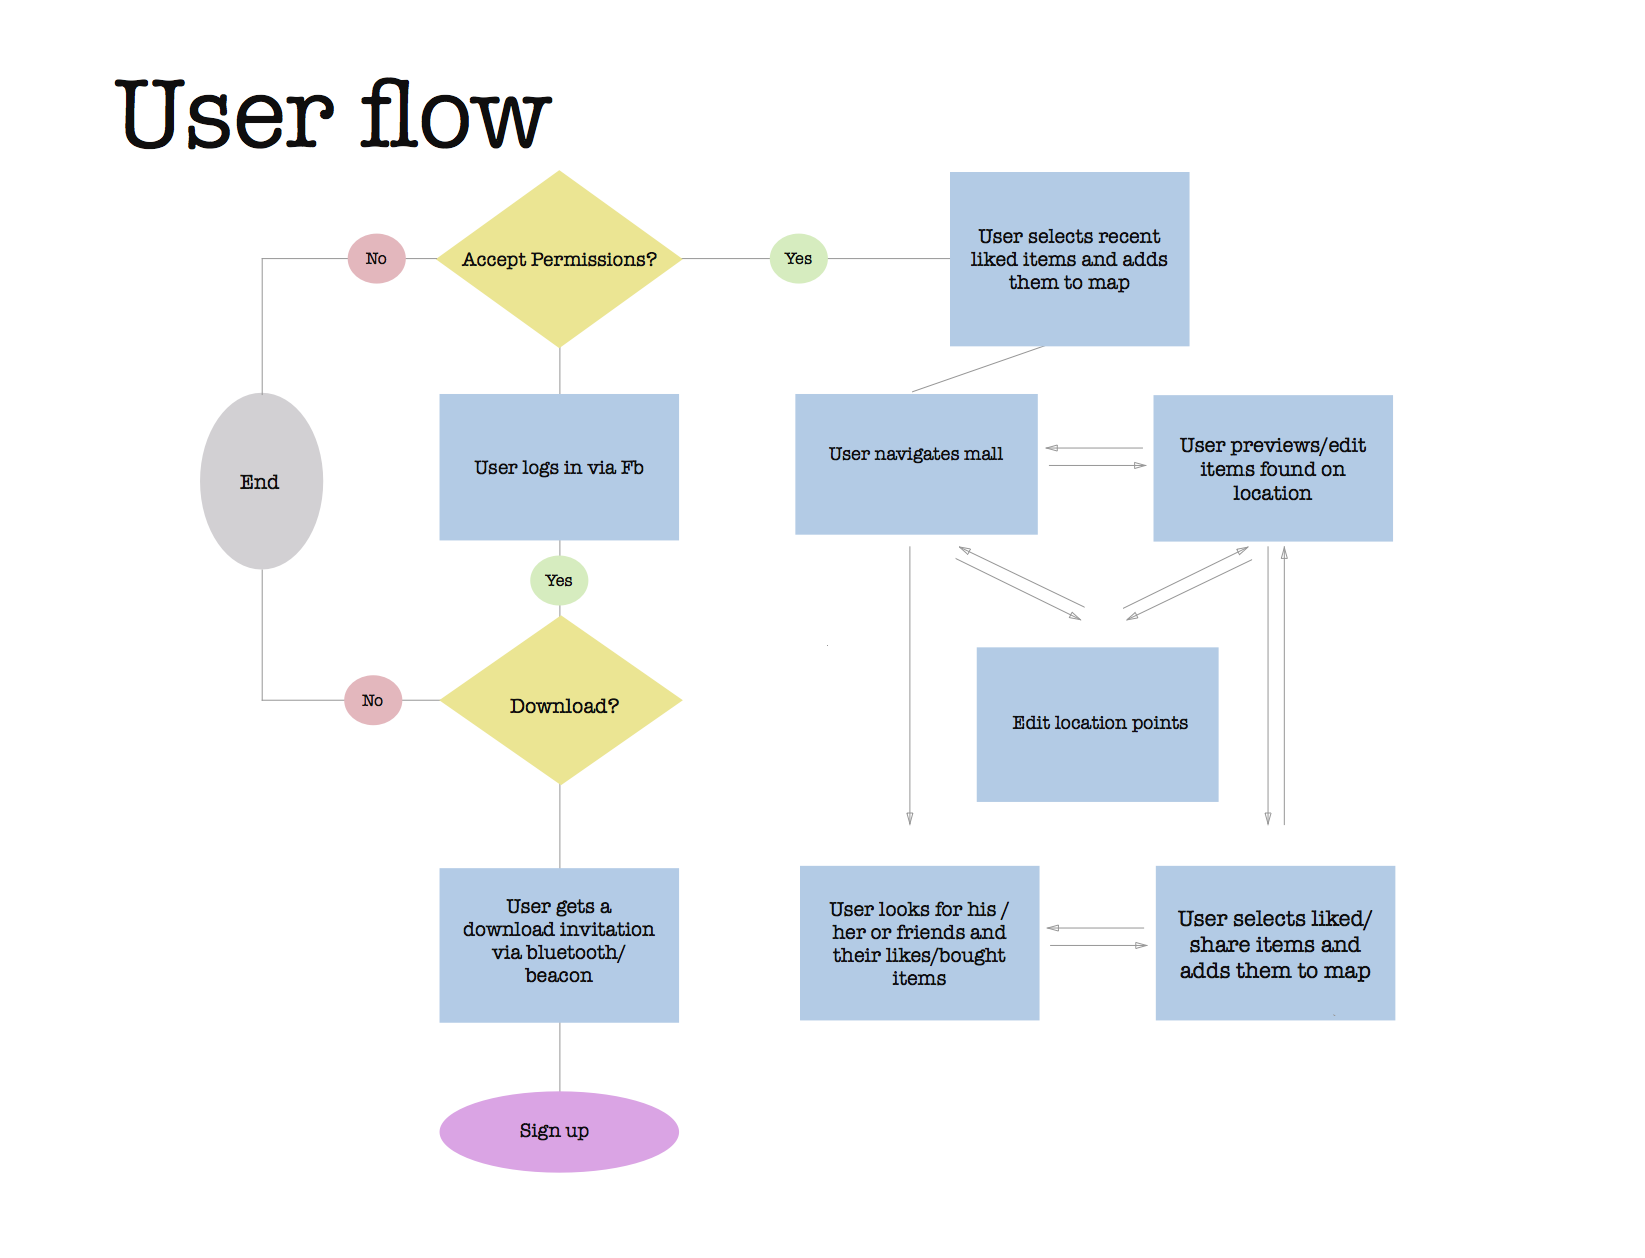 User flow
No
Accept Permissions?
Yes
User selects recent
liked items and adds
them to map
End
User logs in via Fb
User navigates mall
User previews/edit
items found on
location
Yes
No
Download?
Edit location points
User gets a
download invitation
via bluetooth/
beacon
User looks for his /
her or friends and
their likes/bought
items
User selects liked/
share items and
adds them to map
Sign up